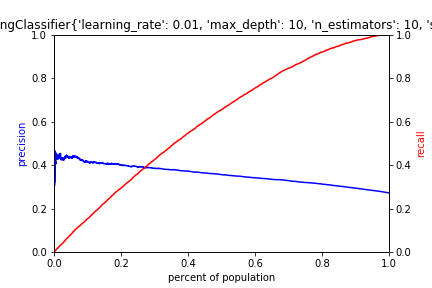 ngClassifier{'learning_rate': 0.01, 'max_depth': 10, 'n_estimators': 10, 's
1.0 1.0
0.8 0.8
0.6 0.6
precision recall
0.4 0.4
0.2 0.2
0.0 0.0
0.0 0.2 0.4 0.6 0.8 1.0
percent of population